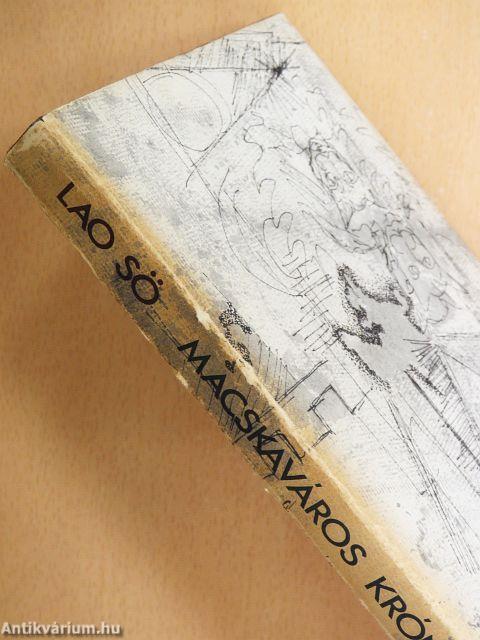 LAO SÖ
MACSKAVÁROS KRÓ
Antikvárium.hu